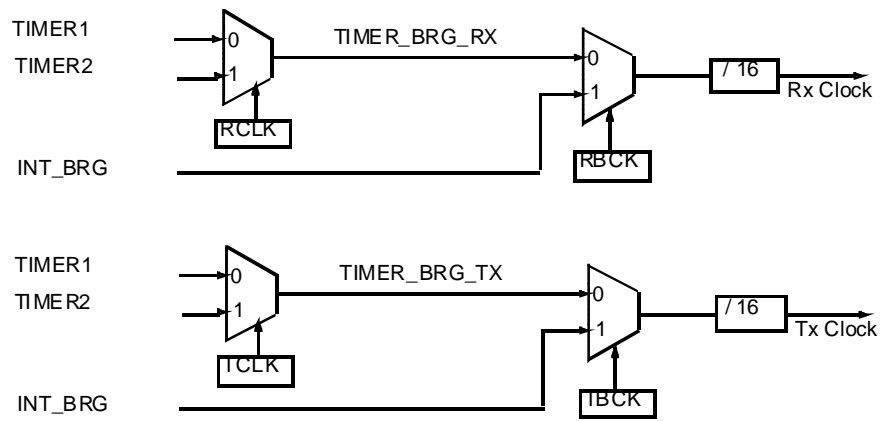 TIMER1
TIMER_BRG_RX
0
0
TIMER2
1
/ 16
1
Rx Clock
RCLK
INT_BRG
RBCK
TIMER1
TIMER_BRG_TX
0
0
TIMER2
1
/ 16
1
Tx Clock
TCLK
INT_BRG
TBCK